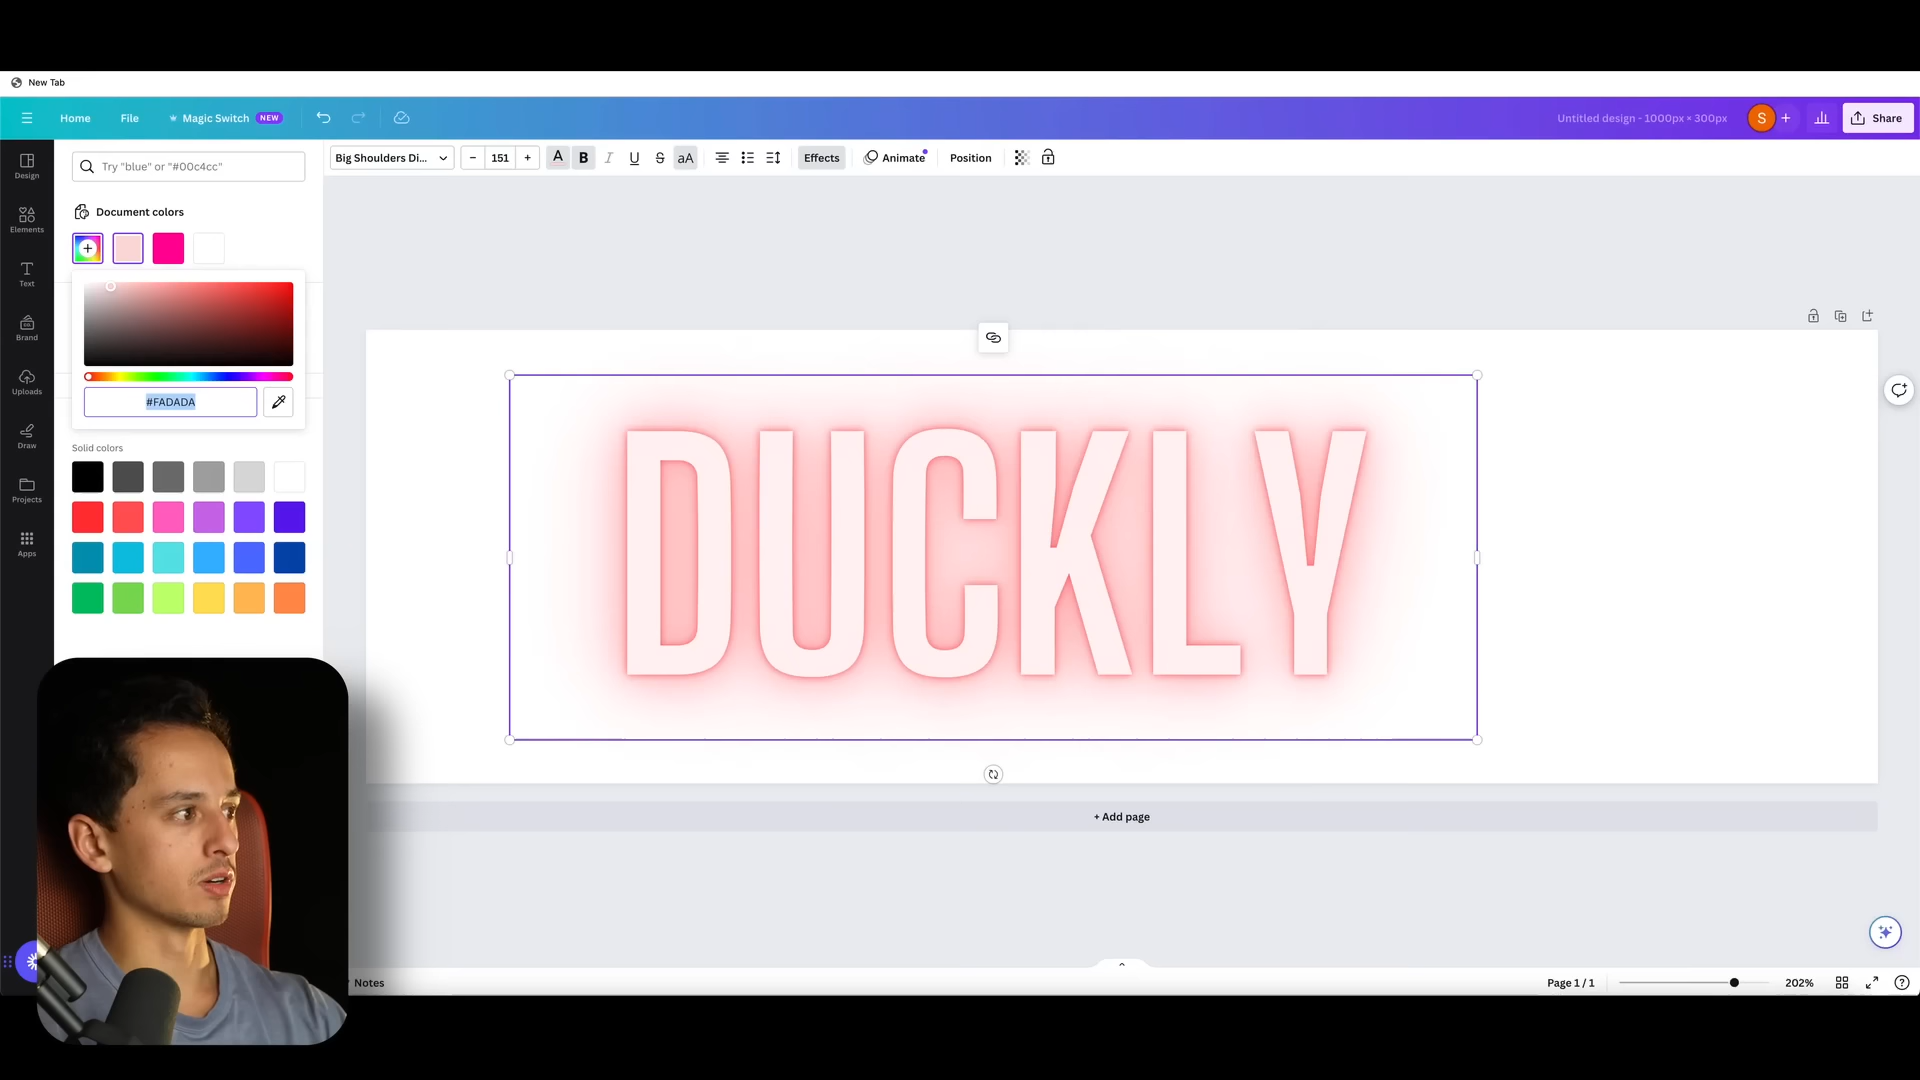 New Tab
Home
File
Magic Switch
NEW
Untitled design - 1000px × 300px
S
Share
Design
Elements
Text
Brand
Uploads
Draw
Projects
Apps
Try "blue" or "#00c4cc"
Big Shoulders Di...
151
A
B
I
U
S
aA
Effects
Animate
Position
Document colors
#FADADA
Solid colors
DUCKLY
+ Add page
Notes
Page 1 / 1
202%